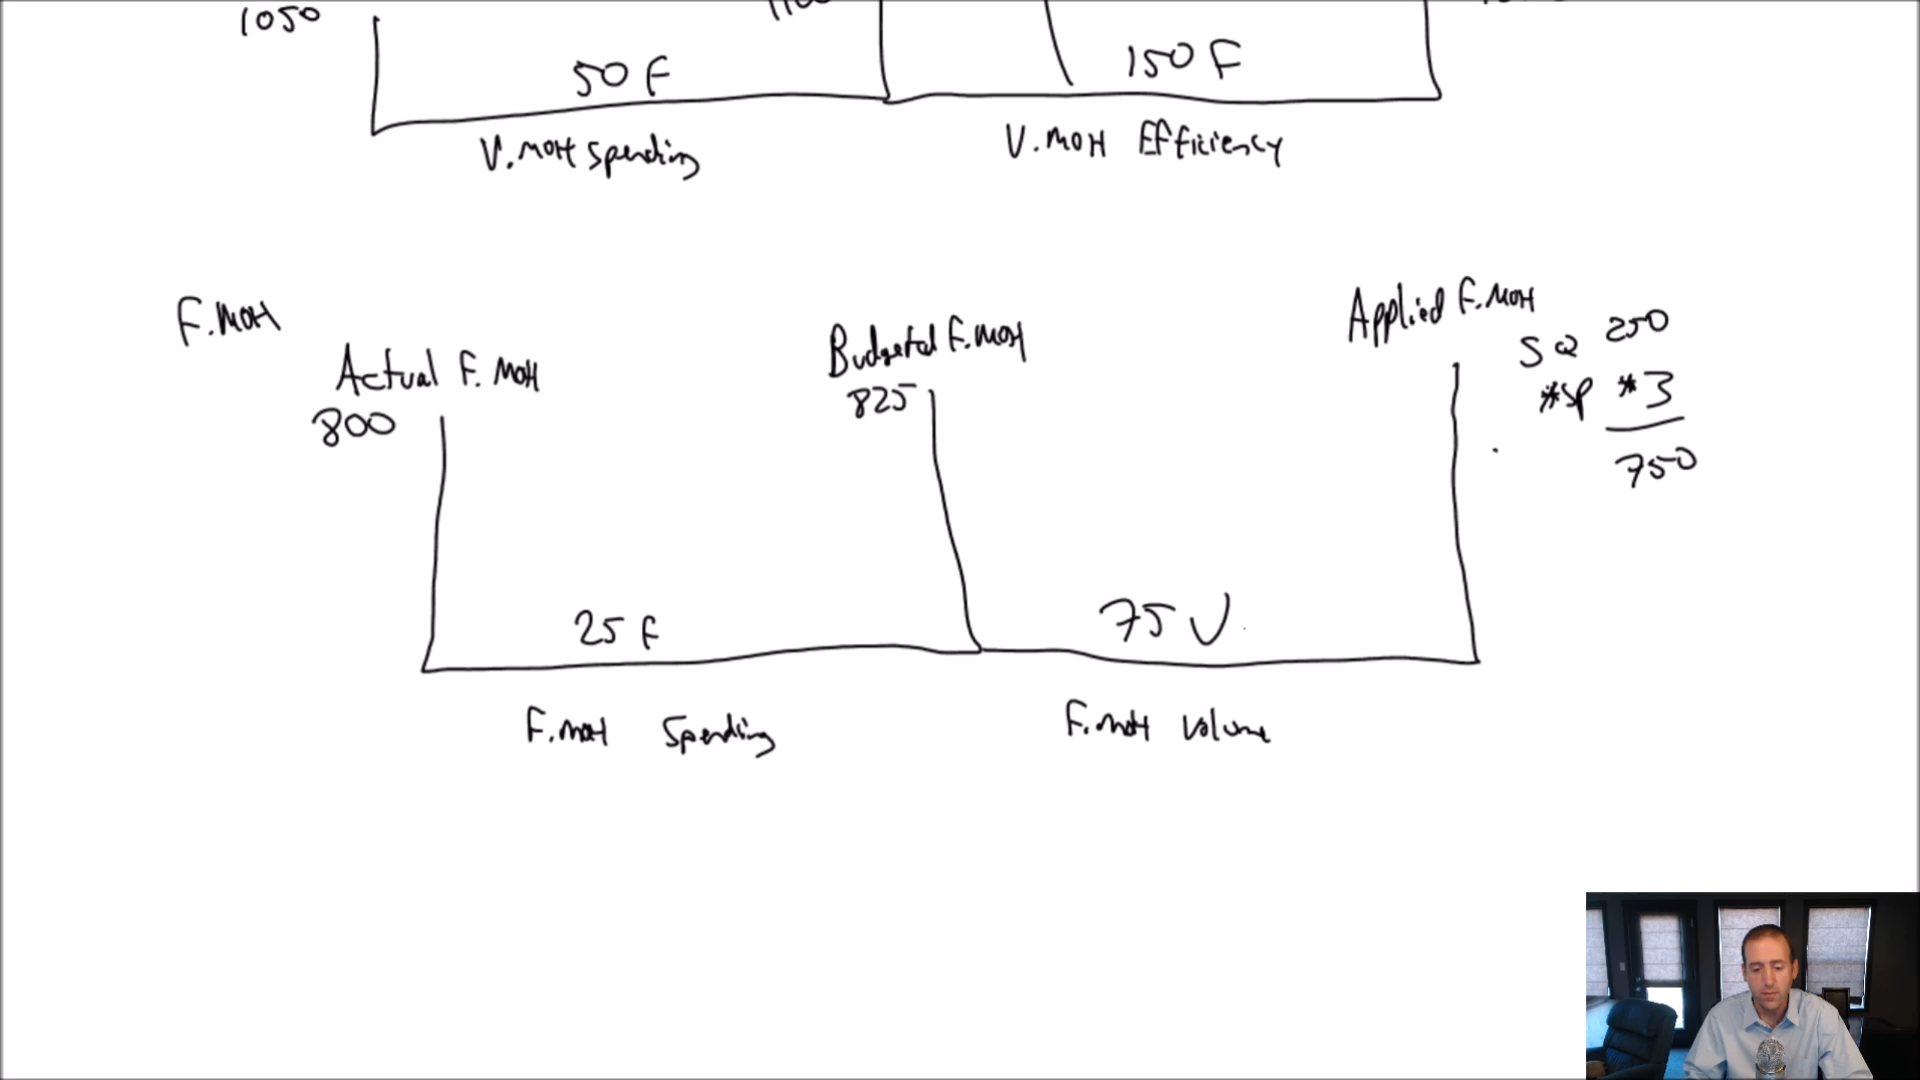 1050
50 F
150 F
V. MOH Spending
V. MOH Efficiency
F. MOH
Actual F. MOH
800
Budgeted F. MOH
825
Applied F. MOH
SQ 250
*SP *3
750
25 F
75 U
F. MOH Spending
F. MOH Volume